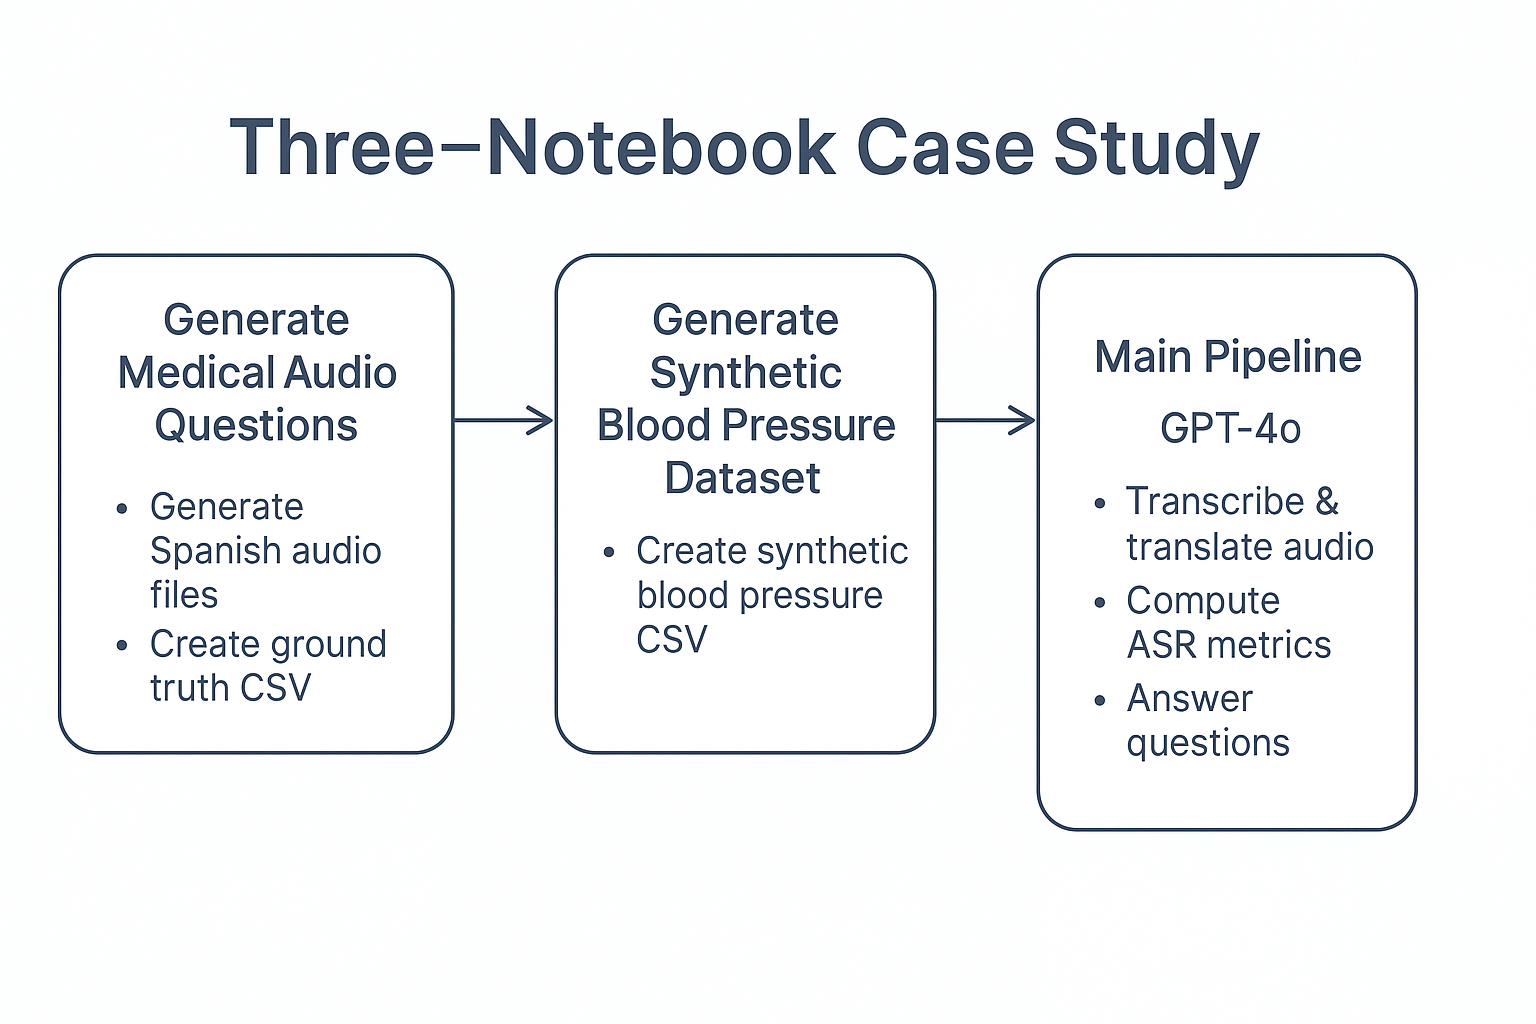 Three–Notebook Case Study
Generate
Medical Audio
Questions
• Generate
Spanish audio
files
• Create ground
truth CSV
Generate
Synthetic
Blood Pressure
Dataset
• Create synthetic
blood pressure
CSV
Main Pipeline
GPT-4o
• Transcribe &
translate audio
• Compute
ASR metrics
• Answer
questions